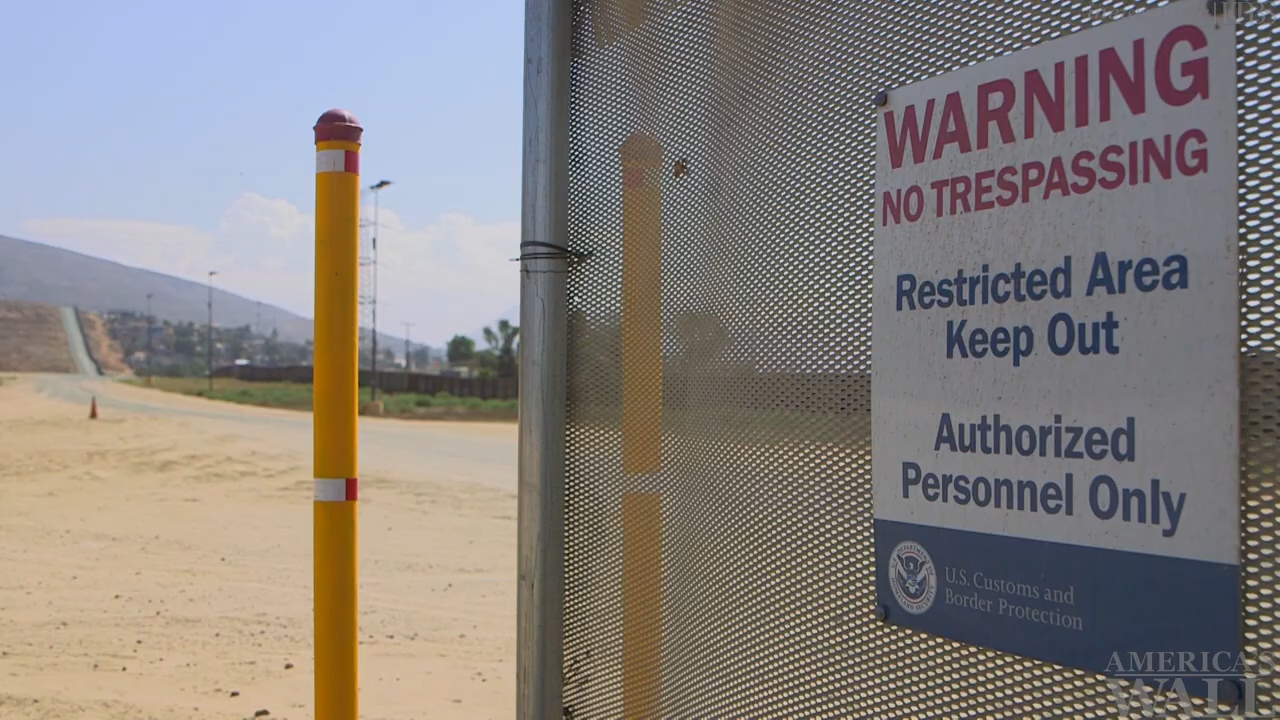 WARNING
NO TRESPASSING
Restricted Area
Keep Out
Authorized
Personnel Only
U.S. Customs and
Border Protection
AMERICA'S
WALL